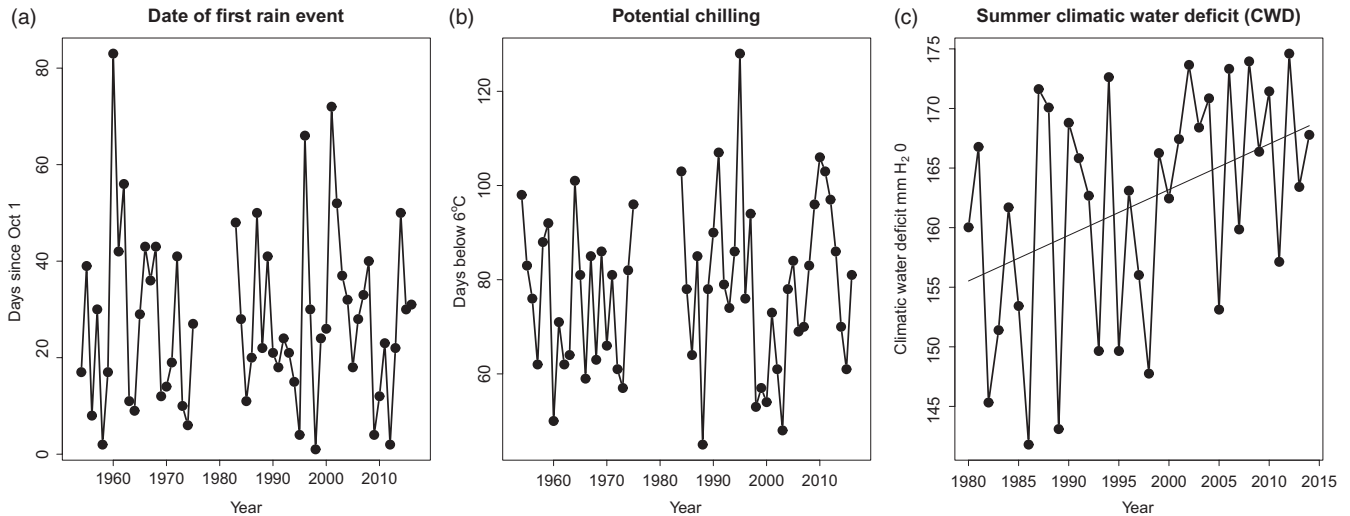 (a)
Date of first rain event
Days since Oct 1
80
60
40
20
0
1960 1970 1980 1990 2000 2010
Year
(b)
Potential chilling
Days below 6°C
120
100
80
60
1960 1970 1980 1990 2000 2010
Year
(c)
Summer climatic water deficit (CWD)
Climatic water deficit mm H₂ 0
175
170
165
160
155
150
145
1980 1985 1990 1995 2000 2005 2010 2015
Year